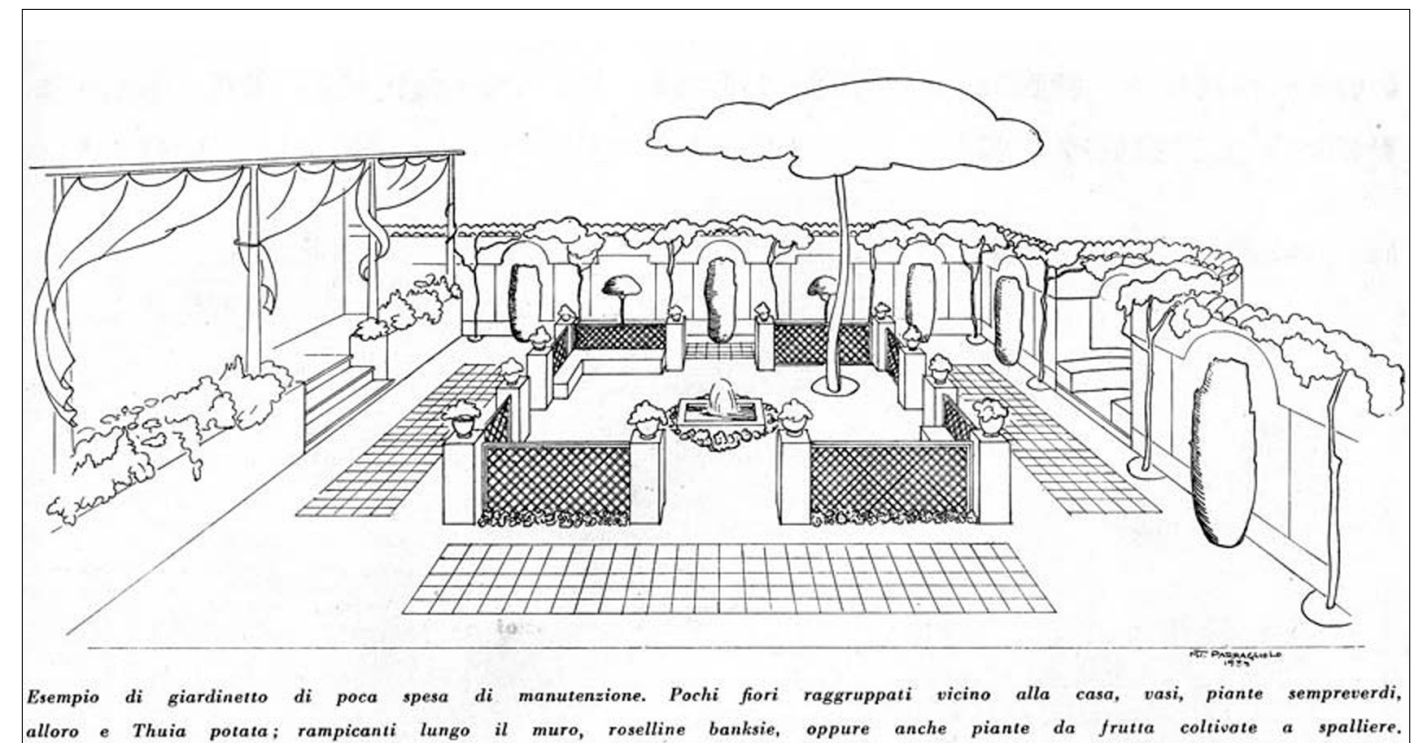 PARPAGLIOLO
Esempio di giardinetto di poca spesa di manutenzione. Pochi fiori raggruppati vicino alla casa, vasi, piante sempreverdi,
alloro e Thuia potata; rampicanti lungo il muro, roselline banksie, oppure anche piante da frutta coltivate a spalliere.